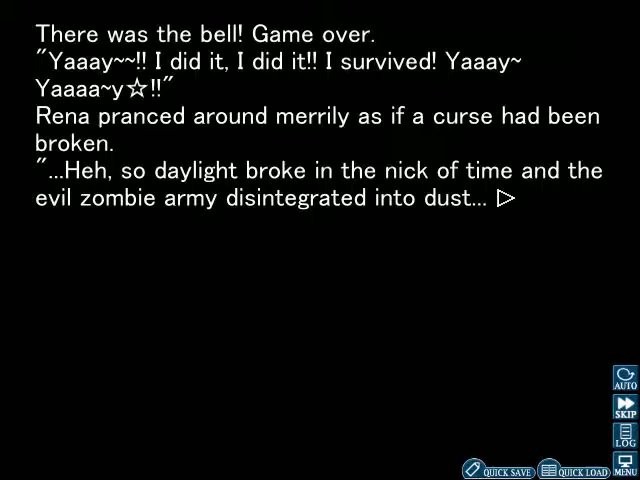 There was the bell! Game over.
"Yaaay~~!! I did it, I did it!! I survived! Yaaay~
Yaaaa~y☆!!"
Rena pranced around merrily as if a curse had been
broken.
"...Heh, so daylight broke in the nick of time and the
evil zombie army disintegrated into dust... ▷
AUTO
SKIP
LOG
MENU
QUICK SAVE
QUICK LOAD